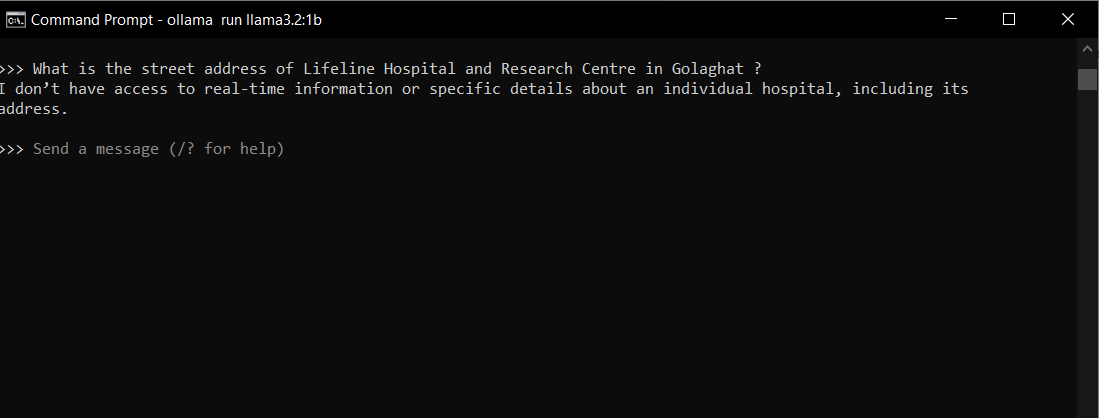 Command Prompt - ollama  run llama3.2:1b
>>> What is the street address of Lifeline Hospital and Research Centre in Golaghat ?
I don’t have access to real-time information or specific details about an individual hospital, including its
address.
>>> Send a message (/? for help)